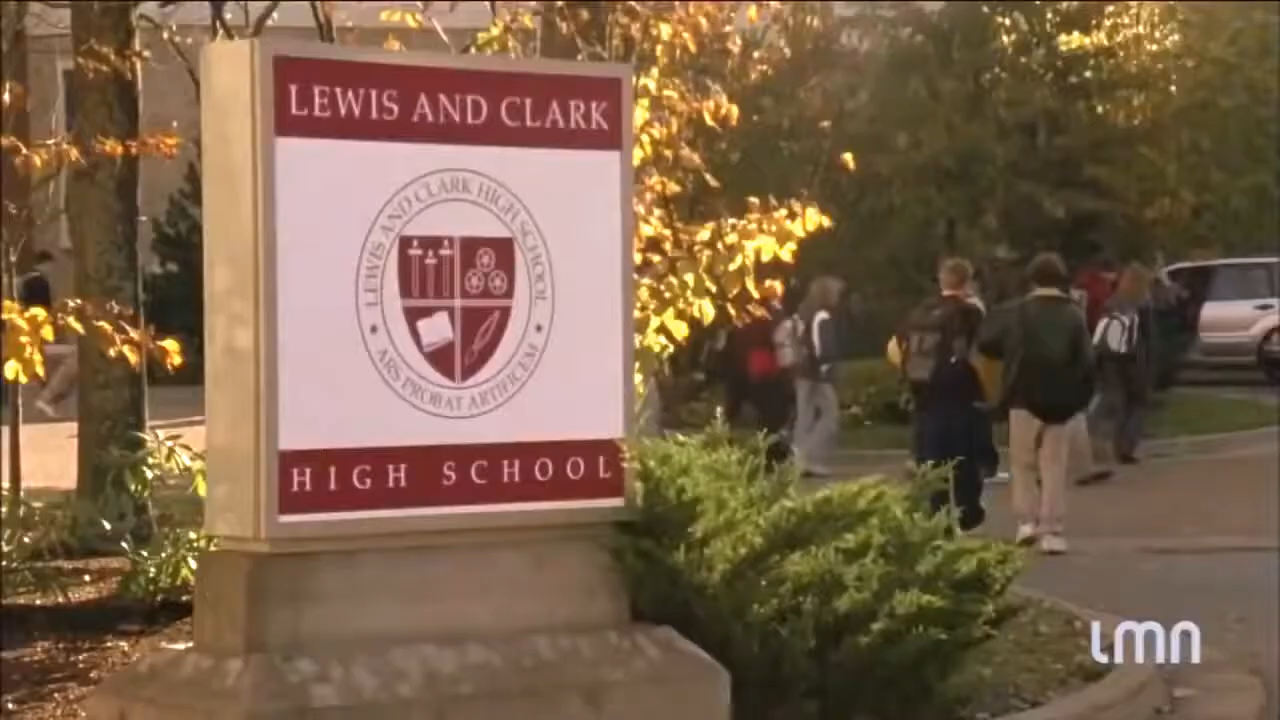 LEWIS AND CLARK
LEWIS AND CLARK HIGH SCHOOL
ARS PROBAT ARTIFICEM
HIGH SCHOOL
lmn